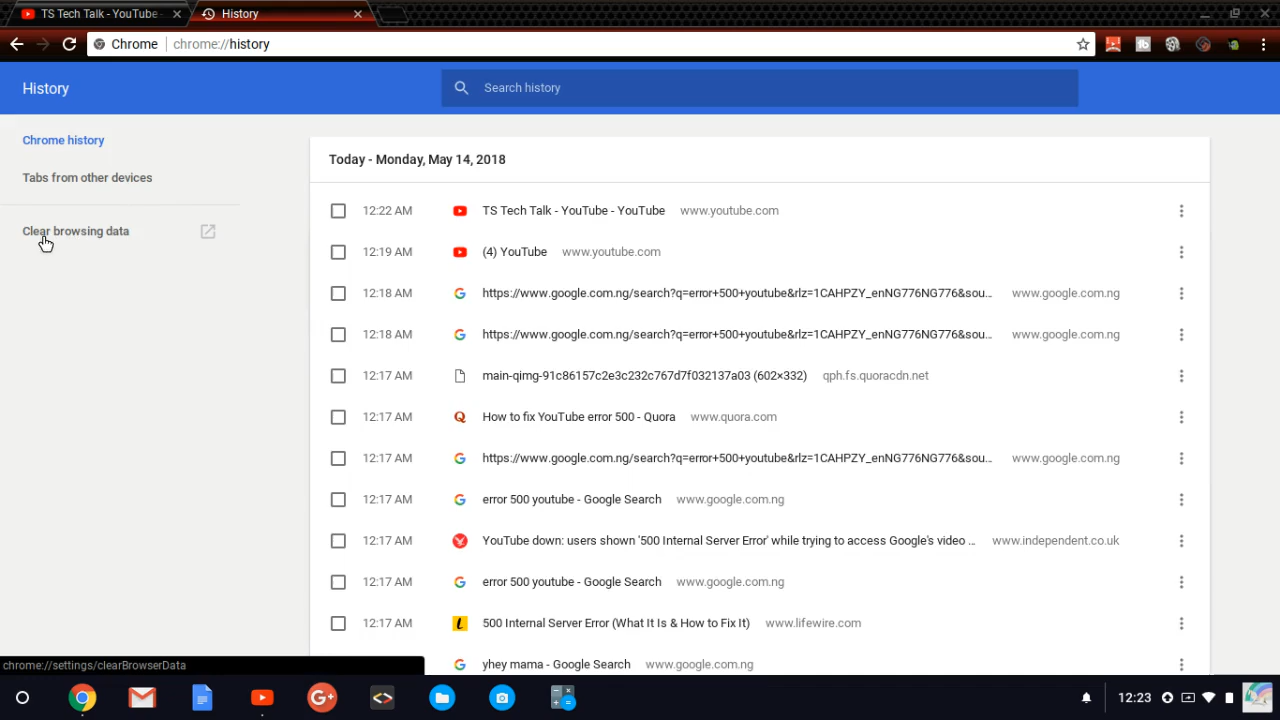 TS Tech Talk - YouTube -
History
Chrome
chrome://history
History
Search history
Chrome history
Tabs from other devices
Clear browsing data
Today - Monday, May 14, 2018
12:22 AM TS Tech Talk - YouTube - YouTube www.youtube.com
12:19 AM (4) YouTube www.youtube.com
12:18 AM https://www.google.com.ng/search?q=error+500+youtube&rlz=1CAHPZY_enNG776NG776&sou... www.google.com.ng
12:18 AM https://www.google.com.ng/search?q=error+500+youtube&rlz=1CAHPZY_enNG776NG776&sou... www.google.com.ng
12:17 AM main-qimg-91c86157c2e3c232c767d7f032137a03 (602×332) qph.fs.quoracdn.net
12:17 AM How to fix YouTube error 500 - Quora www.quora.com
12:17 AM https://www.google.com.ng/search?q=error+500+youtube&rlz=1CAHPZY_enNG776NG776&sou... www.google.com.ng
12:17 AM error 500 youtube - Google Search www.google.com.ng
12:17 AM YouTube down: users shown '500 Internal Server Error' while trying to access Google's video ... www.independent.co.uk
12:17 AM error 500 youtube - Google Search www.google.com.ng
12:17 AM 500 Internal Server Error (What It Is & How to Fix It) www.lifewire.com
yhey mama - Google Search www.google.com.ng
chrome://settings/clearBrowserData
12:23